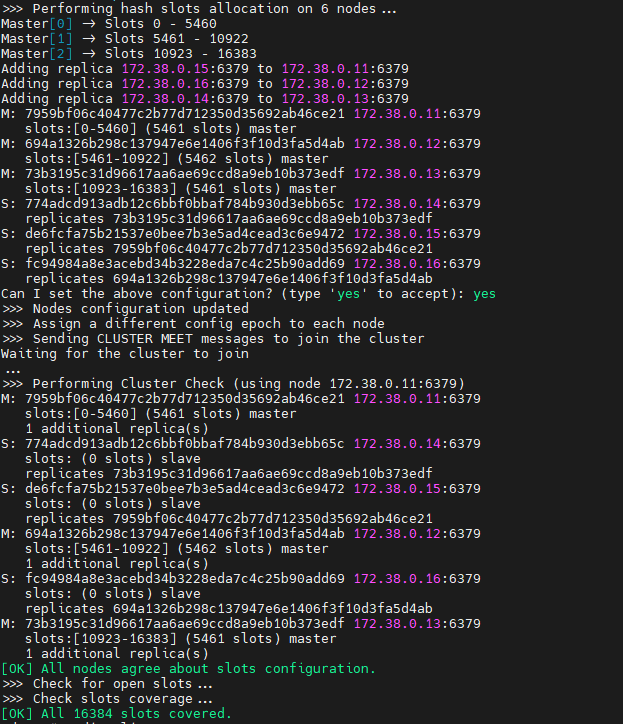 >>> Performing hash slots allocation on 6 nodes...
Master[0] -> Slots 0 - 5460
Master[1] -> Slots 5461 - 10922
Master[2] -> Slots 10923 - 16383
Adding replica 172.38.0.15:6379 to 172.38.0.11:6379
Adding replica 172.38.0.16:6379 to 172.38.0.12:6379
Adding replica 172.38.0.14:6379 to 172.38.0.13:6379
M: 7959bf06c40477c2b77d712350d35692ab46ce21 172.38.0.11:6379
   slots:[0-5460] (5461 slots) master
M: 694a1326b298c137947e6e1406f3f10d3fa5d4ab 172.38.0.12:6379
   slots:[5461-10922] (5462 slots) master
M: 73b3195c31d96617aa6ae69ccd8a9eb10b373edf 172.38.0.13:6379
   slots:[10923-16383] (5461 slots) master
S: 774adcd913adb12c6bbf0bbaf784b930d3ebb65c 172.38.0.14:6379
   replicates 73b3195c31d96617aa6ae69ccd8a9eb10b373edf
S: de6fcfa75b21537e0bee7b3e5ad4cead3c6e9472 172.38.0.15:6379
   replicates 7959bf06c40477c2b77d712350d35692ab46ce21
S: fc94984a8e3acebd34b3228eda7c4c25b90add69 172.38.0.16:6379
   replicates 694a1326b298c137947e6e1406f3f10d3fa5d4ab
Can I set the above configuration? (type 'yes' to accept): yes
>>> Nodes configuration updated
>>> Assign a different config epoch to each node
>>> Sending CLUSTER MEET messages to join the cluster
Waiting for the cluster to join
...
>>> Performing Cluster Check (using node 172.38.0.11:6379)
M: 7959bf06c40477c2b77d712350d35692ab46ce21 172.38.0.11:6379
   slots:[0-5460] (5461 slots) master
   1 additional replica(s)
S: 774adcd913adb12c6bbf0bbaf784b930d3ebb65c 172.38.0.14:6379
   slots: (0 slots) slave
   replicates 73b3195c31d96617aa6ae69ccd8a9eb10b373edf
S: de6fcfa75b21537e0bee7b3e5ad4cead3c6e9472 172.38.0.15:6379
   slots: (0 slots) slave
   replicates 7959bf06c40477c2b77d712350d35692ab46ce21
M: 694a1326b298c137947e6e1406f3f10d3fa5d4ab 172.38.0.12:6379
   slots:[5461-10922] (5462 slots) master
   1 additional replica(s)
S: fc94984a8e3acebd34b3228eda7c4c25b90add69 172.38.0.16:6379
   slots: (0 slots) slave
   replicates 694a1326b298c137947e6e1406f3f10d3fa5d4ab
M: 73b3195c31d96617aa6ae69ccd8a9eb10b373edf 172.38.0.13:6379
   slots:[10923-16383] (5461 slots) master
   1 additional replica(s)
[OK] All nodes agree about slots configuration.
>>> Check for open slots...
>>> Check slots coverage...
[OK] All 16384 slots covered.